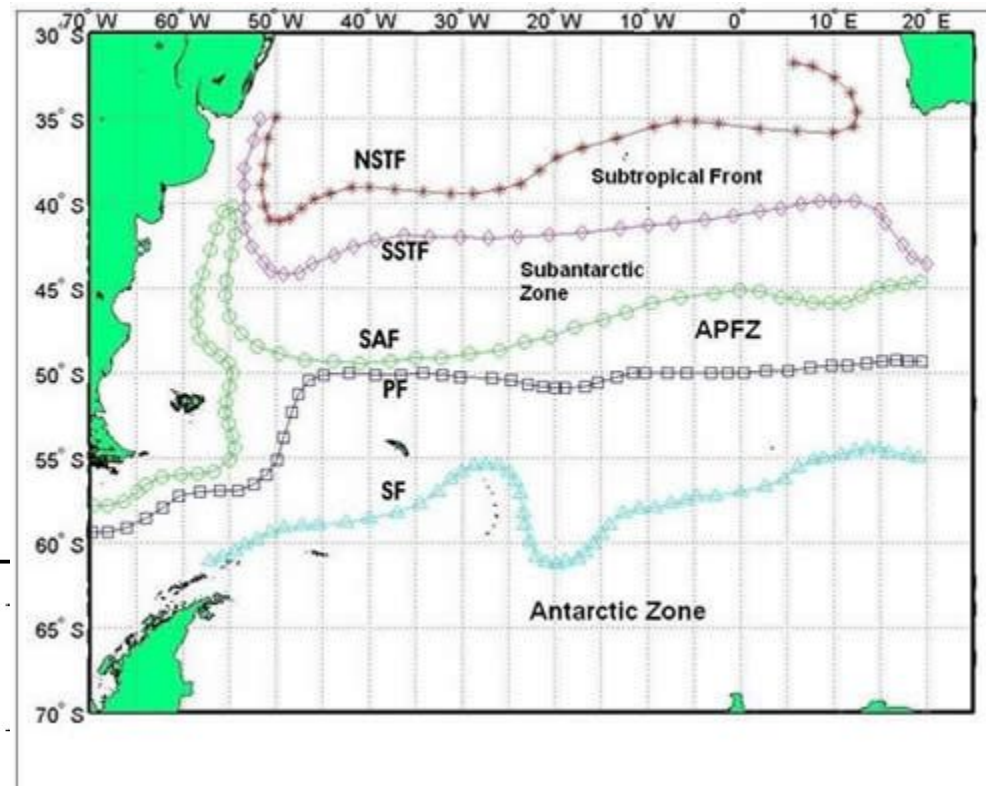 70° W 60° W 50° W 40° W 30° W 20° W 10° W 0° 10° E 20° E
30° S
35° S
NSTF
Subtropical Front
40° S
SSTF
Subantarctic
Zone
45° S
SAF
APFZ
50° S
PF
55° S
SF
60° S
Antarctic Zone
65° S
70° S